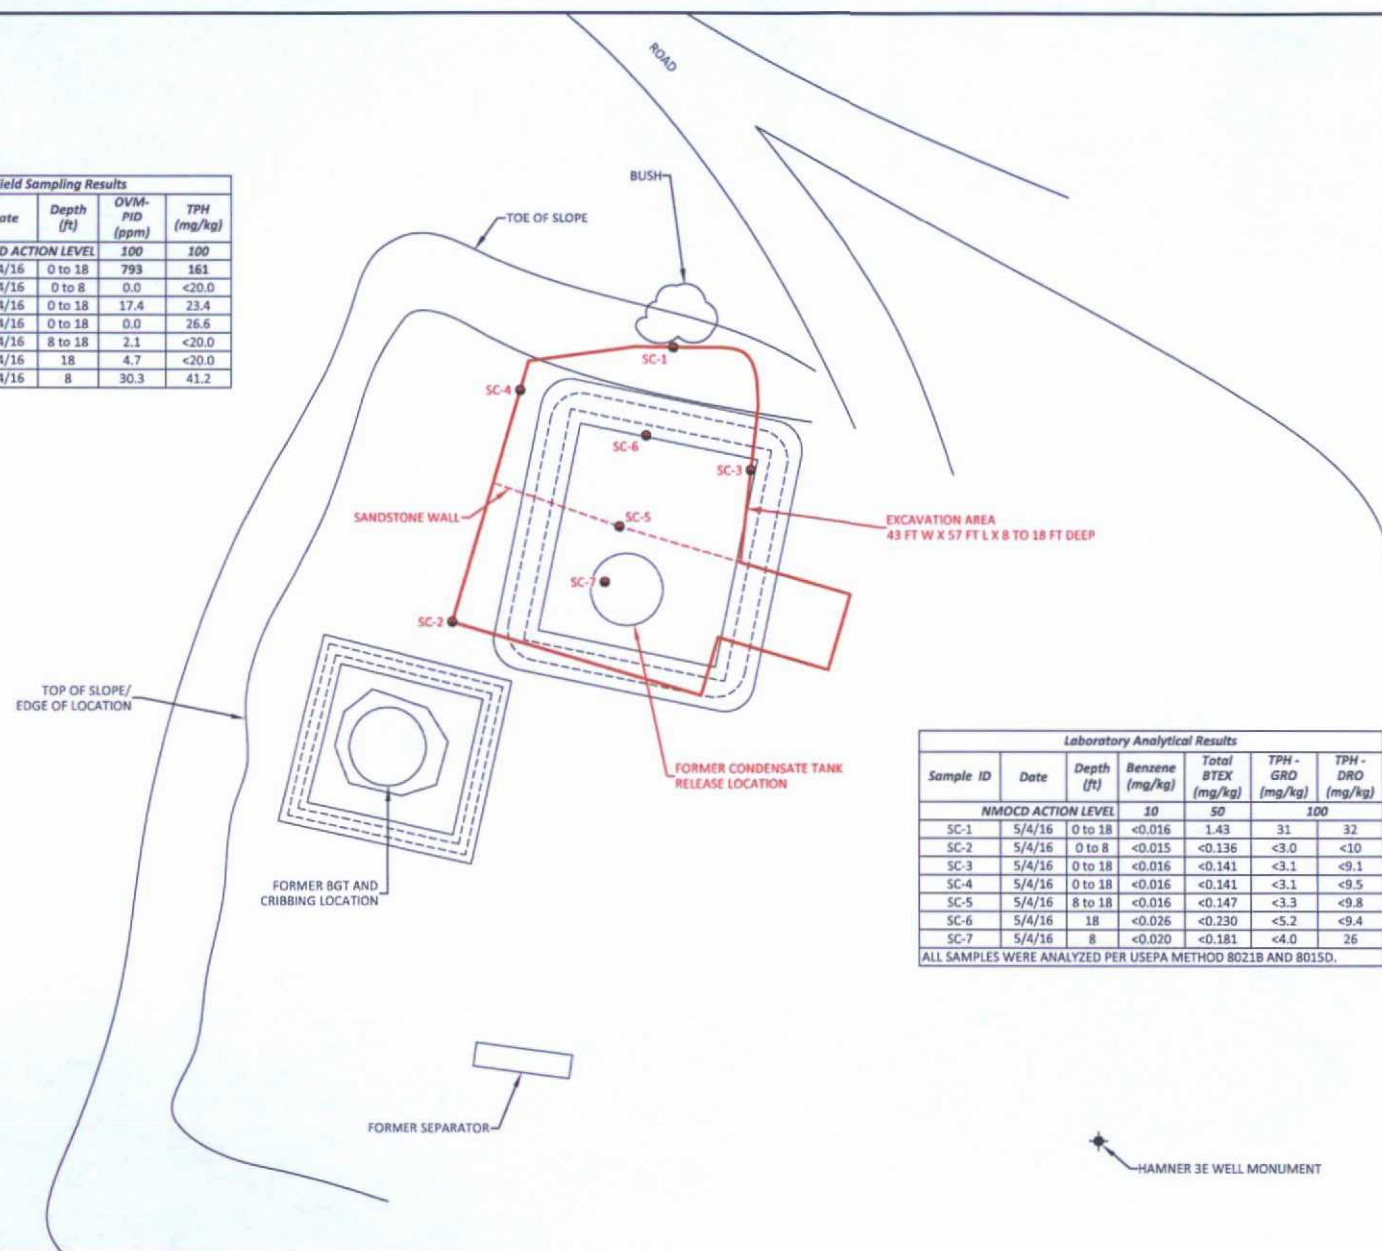 ROAD
BUSH
TOE OF SLOPE
Field Sampling Results
Depth (ft) OVM-PID (ppm) TPH (mg/kg)
ACTION LEVEL 100 100
4/16 0 to 18 793 161
4/16 0 to 8 0.0 <20.0
4/16 0 to 18 17.4 23.4
4/16 0 to 18 0.0 26.6
4/16 8 to 18 2.1 <20.0
4/16 18 4.7 <20.0
4/16 8 30.3 41.2
SC-1
SC-4
SC-6
SC-3
SANDSTONE WALL
SC-5
EXCAVATION AREA
43 FT W X 57 FT L X 8 TO 18 FT DEEP
SC-7
SC-2
TOP OF SLOPE/
EDGE OF LOCATION
FORMER CONDENSATE TANK
RELEASE LOCATION
FORMER BGT AND
CRIBBING LOCATION
Laboratory Analytical Results
Sample ID Date Depth (ft) Benzene (mg/kg) Total BTEX (mg/kg) TPH - GRO (mg/kg) TPH - DRO (mg/kg)
NMOCD ACTION LEVEL 10 50 100
SC-1 5/4/16 0 to 18 <0.016 1.43 31 32
SC-2 5/4/16 0 to 8 <0.015 <0.136 <3.0 <10
SC-3 5/4/16 0 to 18 <0.016 <0.141 <3.1 <9.1
SC-4 5/4/16 0 to 18 <0.016 <0.141 <3.1 <9.5
SC-5 5/4/16 8 to 18 <0.016 <0.147 <3.3 <9.8
SC-6 5/4/16 18 <0.026 <0.230 <5.2 <9.4
SC-7 5/4/16 8 <0.020 <0.181 <4.0 26
ALL SAMPLES WERE ANALYZED PER USEPA METHOD 8021B AND 8015D.
FORMER SEPARATOR
HAMNER 3E WELL MONUMENT